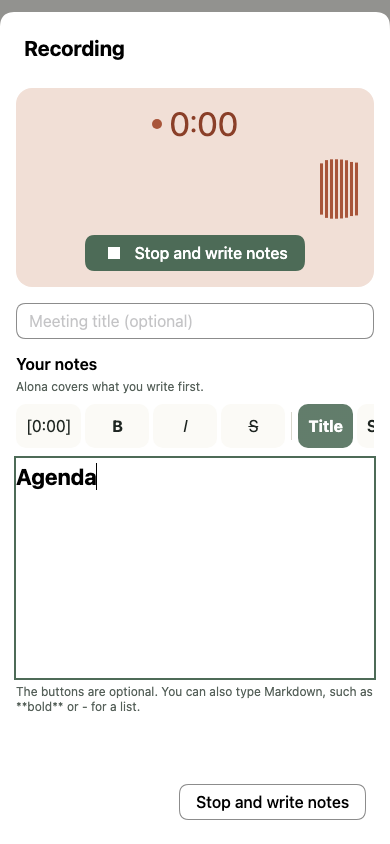 Recording
0:00
Stop and write notes
Meeting title (optional)
Your notes
Alona covers what you write first.
[0:00] B I S Title S
Agenda
The buttons are optional. You can also type Markdown, such as
**bold** or - for a list.
Stop and write notes